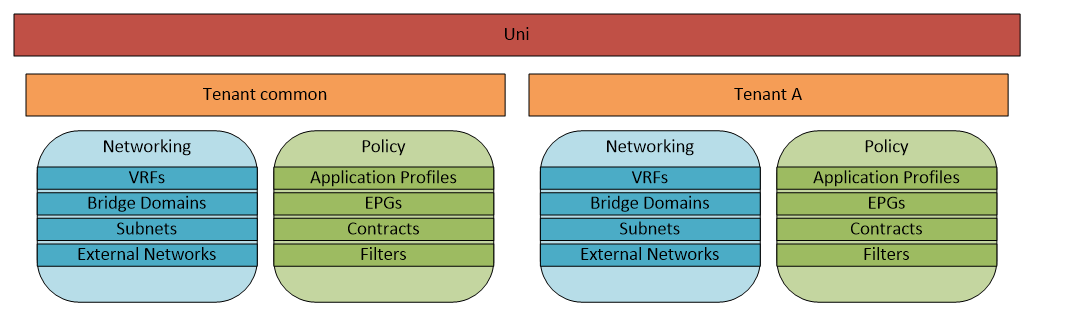 Uni
Tenant common
Tenant A
Networking
VRFs
Bridge Domains
Subnets
External Networks
Policy
Application Profiles
EPGs
Contracts
Filters
Networking
VRFs
Bridge Domains
Subnets
External Networks
Policy
Application Profiles
EPGs
Contracts
Filters